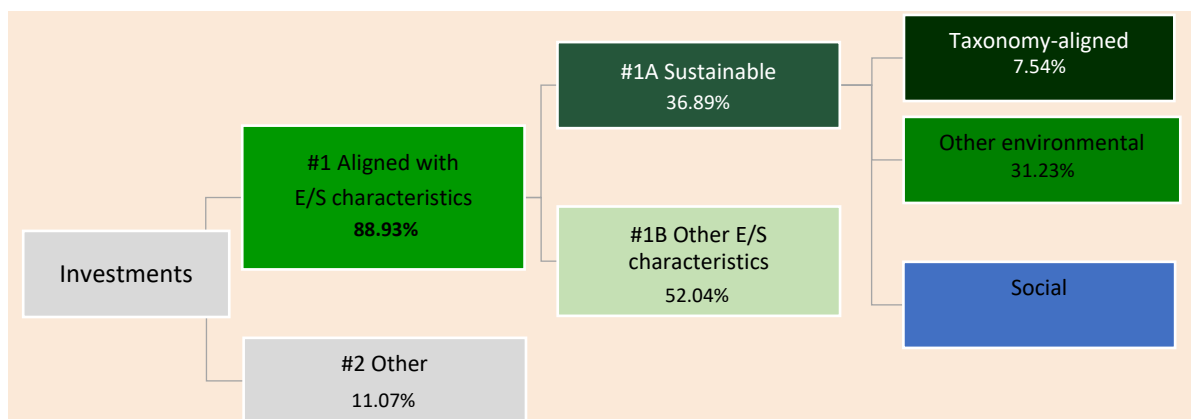 Investments
#1 Aligned with
E/S characteristics
88.93%
#2 Other
11.07%
#1A Sustainable
36.89%
#1B Other E/S
characteristics
52.04%
Taxonomy-aligned
7.54%
Other environmental
31.23%
Social